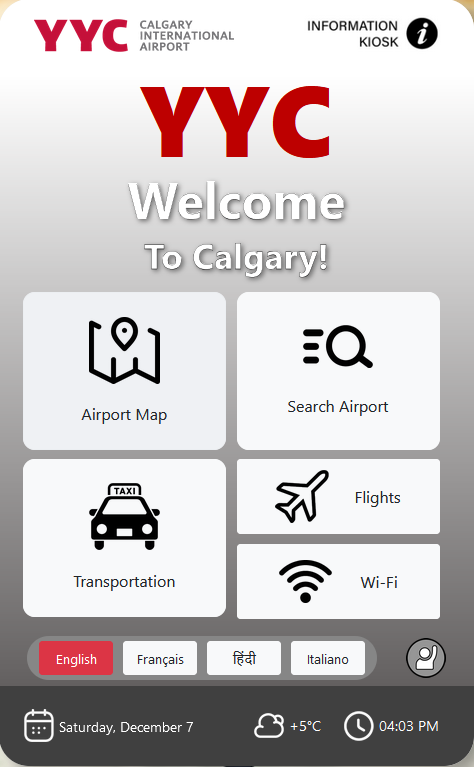 YYC
CALGARY
INTERNATIONAL
AIRPORT
INFORMATION
KIOSK
i
YYC
Welcome
To Calgary!
Airport Map
Search Airport
TAXI
Transportation
Flights
Wi-Fi
English
Français
हिंदी
Italiano
Saturday, December 7
+5°C
04:03 PM